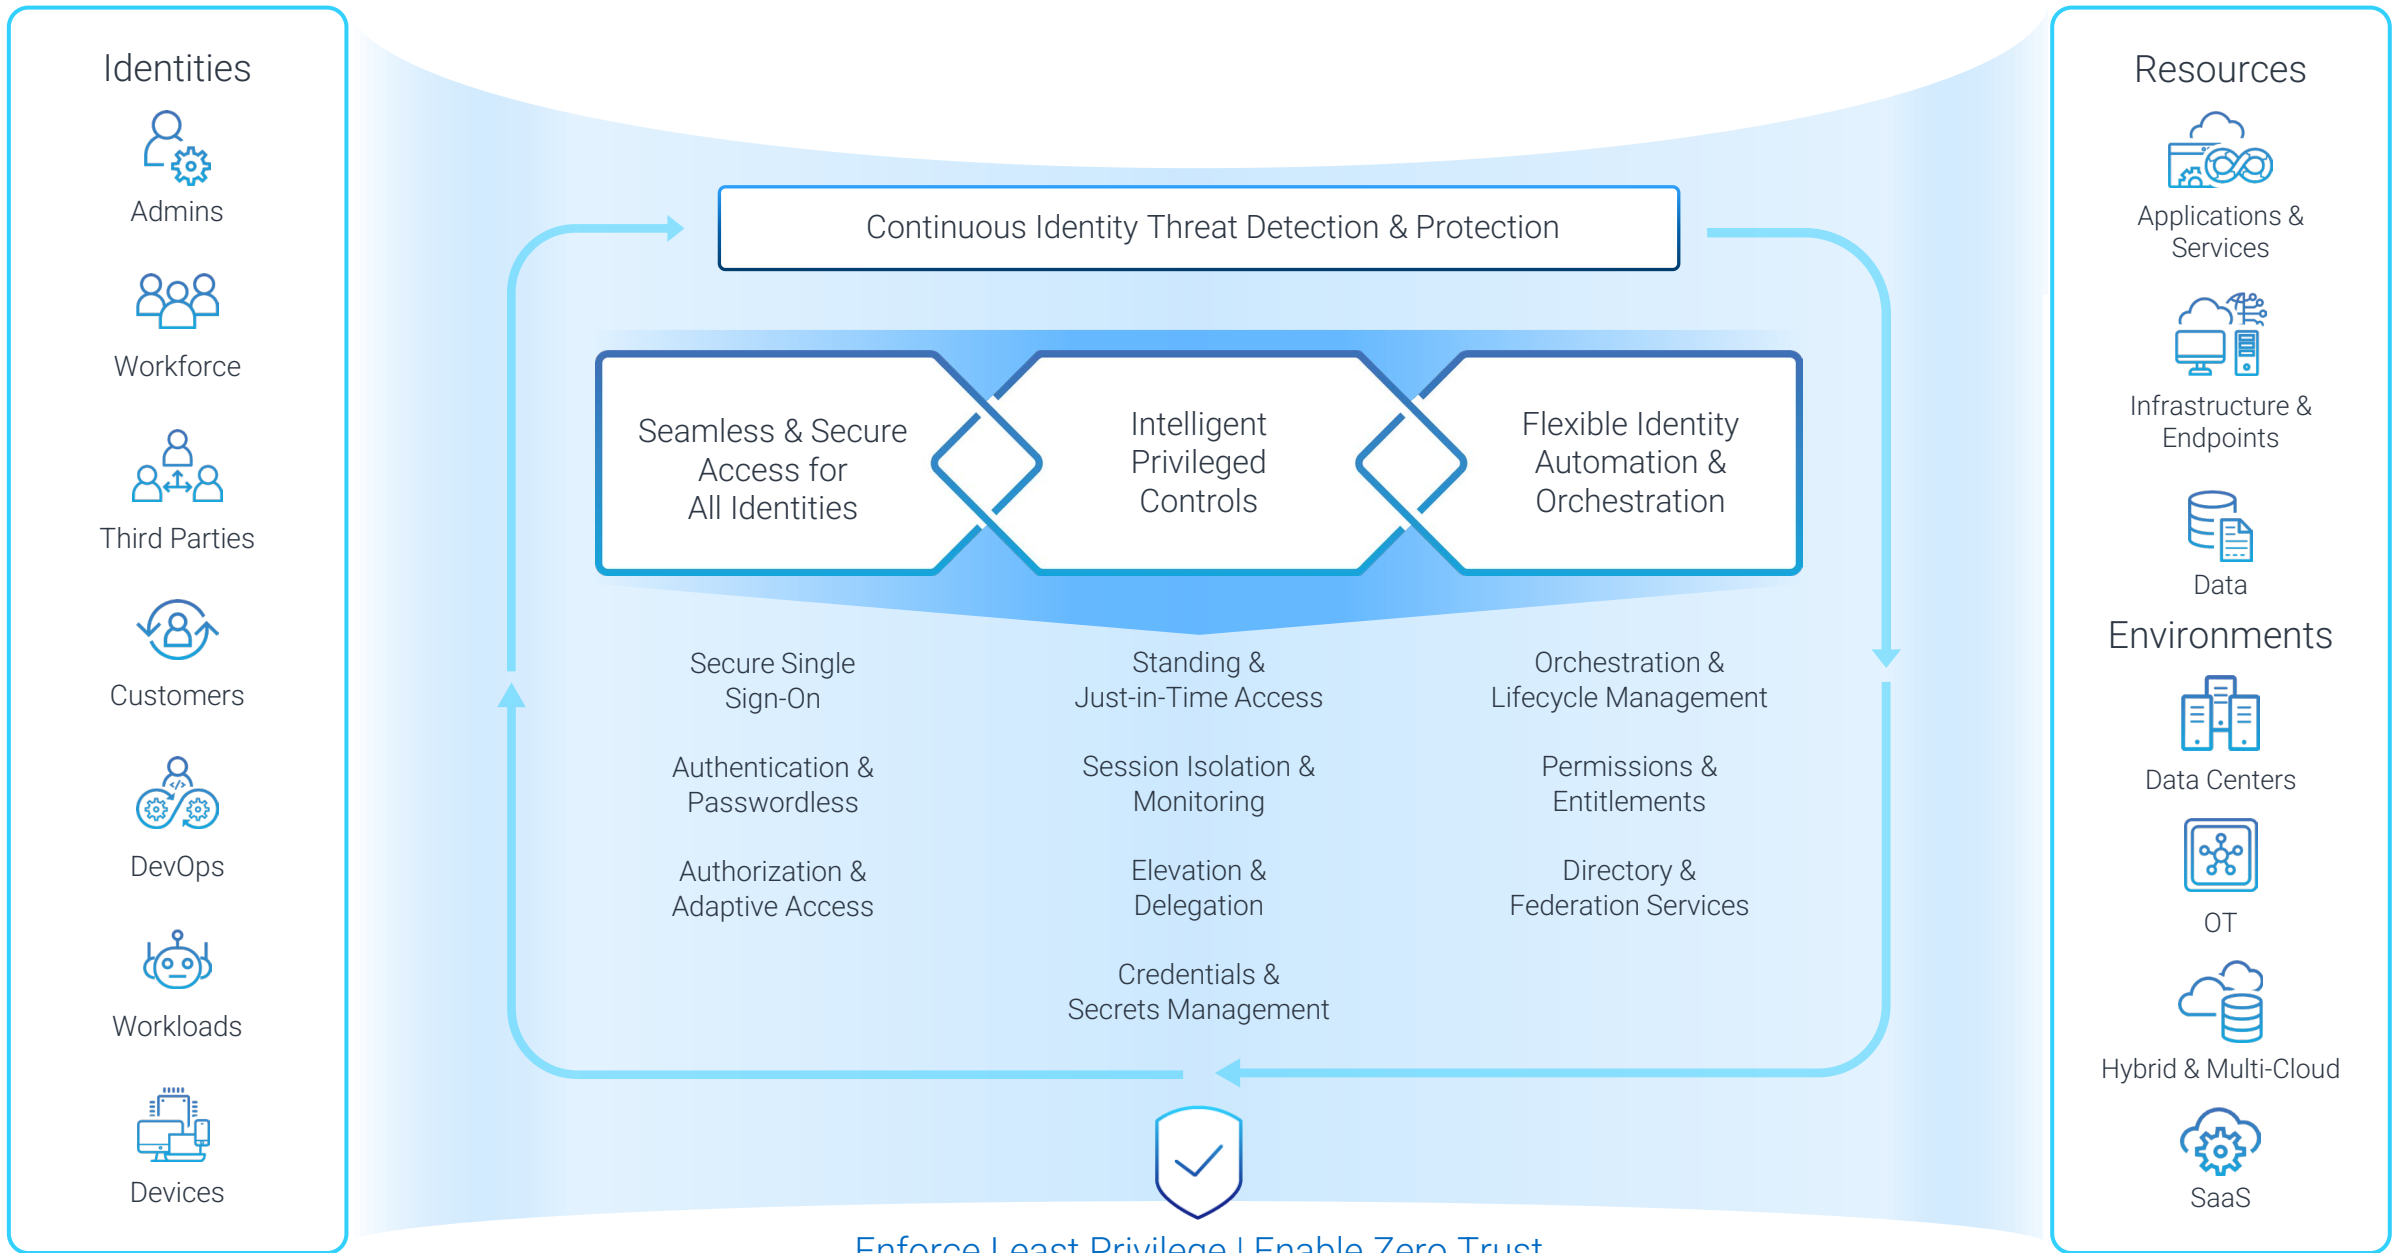 Identities
Admins
Workforce
Third Parties
Customers
DevOps
Workloads
Devices
Continuous Identity Threat Detection & Protection
Seamless & Secure
Access for
All Identities
Intelligent
Privileged
Controls
Flexible Identity
Automation &
Orchestration
Secure Single
Sign-On
Authentication &
Passwordless
Authorization &
Adaptive Access
Standing &
Just-in-Time Access
Session Isolation &
Monitoring
Elevation &
Delegation
Credentials &
Secrets Management
Orchestration &
Lifecycle Management
Permissions &
Entitlements
Directory &
Federation Services
Enforce Least Privilege | Enable Zero Trust
Resources
Applications &
Services
Infrastructure &
Endpoints
Data
Environments
Data Centers
OT
Hybrid & Multi-Cloud
SaaS